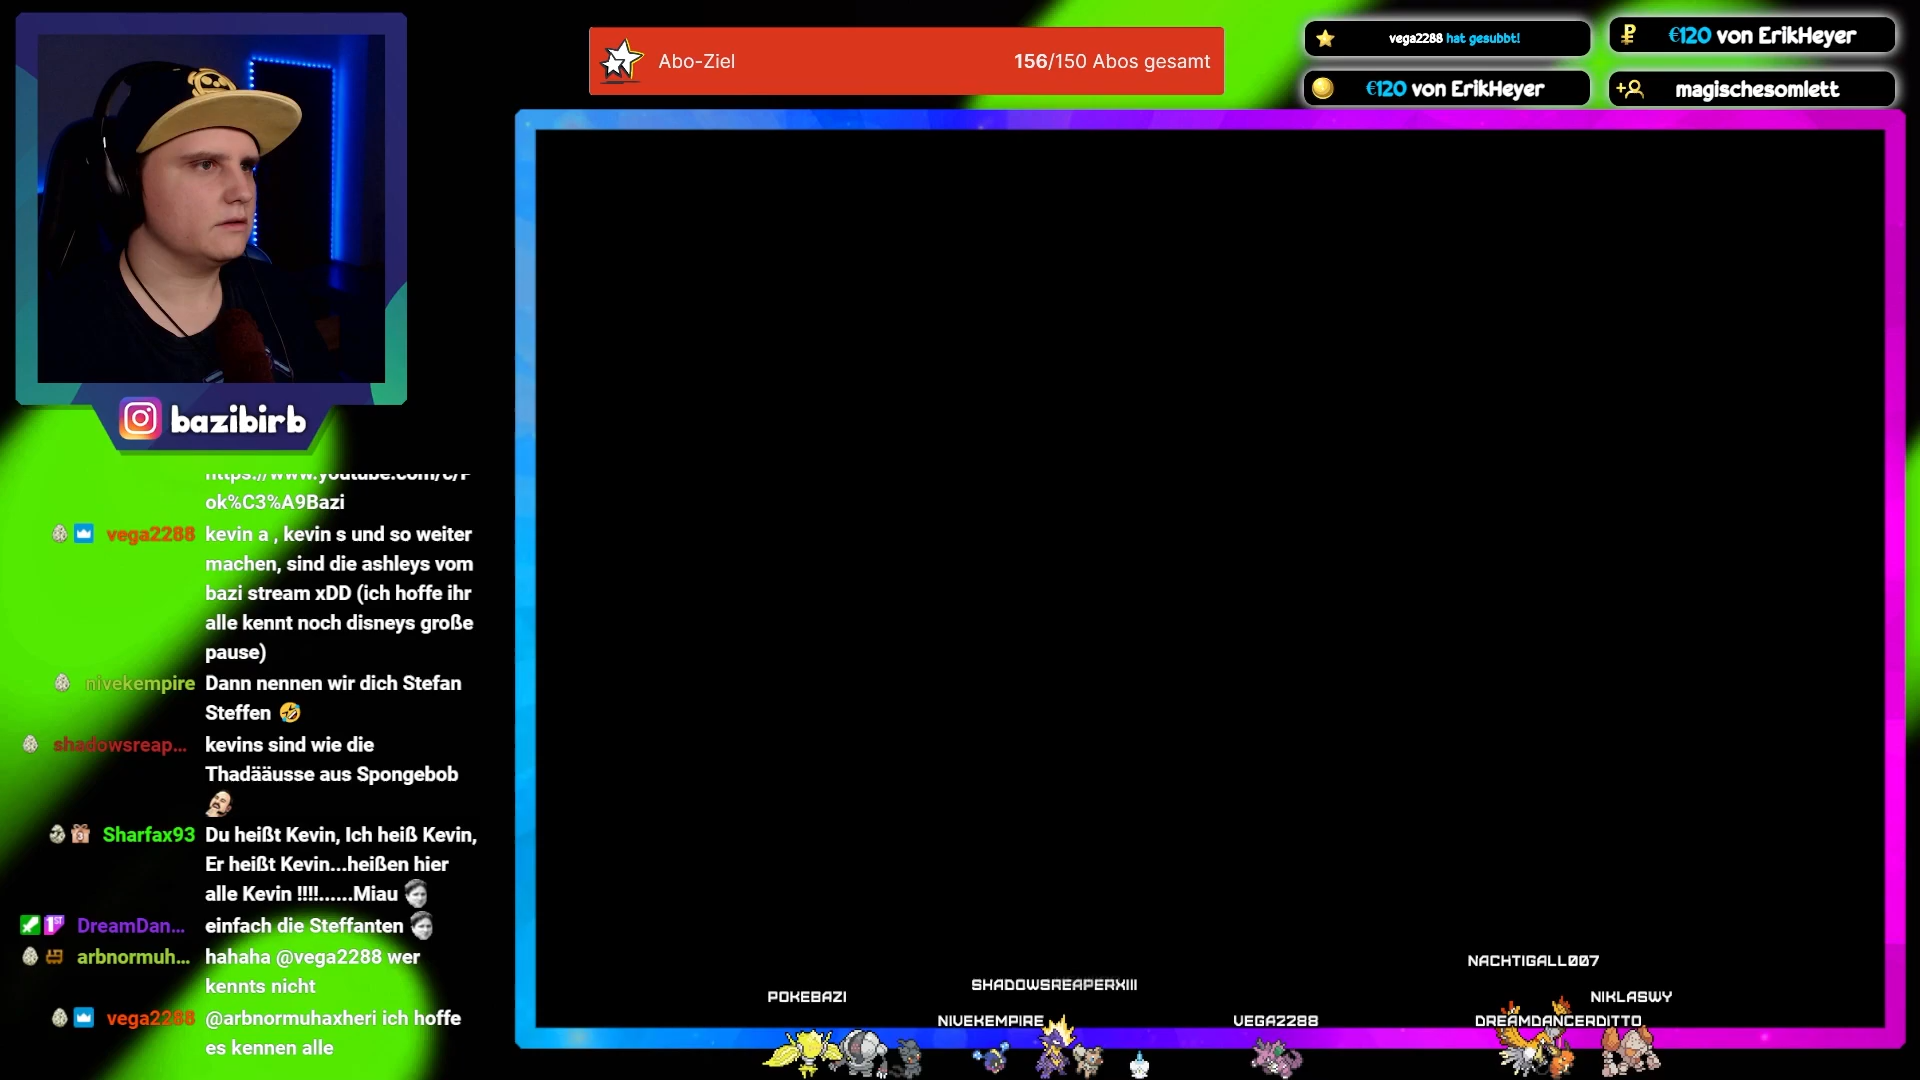 Abo-Ziel
156/150 Abos gesamt
vega2288 hat gesubbt!
€120 von ErikHeyer
€120 von ErikHeyer
magischesomlett
bazibirb
https://www.youtube.com/c/P
ok%C3%A9Bazi
vega2288 kevin a , kevin s und so weiter
machen, sind die ashleys vom
bazi stream xDD (ich hoffe ihr
alle kennt noch disneys große
pause)
nivekempire Dann nennen wir dich Stefan
Steffen 🤣
shadowsreap... kevins sind wie die
Thadääusse aus Spongebob
Sharfax93 Du heißt Kevin, Ich heiß Kevin,
Er heißt Kevin...heißen hier
alle Kevin !!!!......Miau
DreamDan... einfach die Steffanten
arbnormuh... hahaha @vega2288 wer
kennts nicht
vega2288 @arbnormuhaxheri ich hoffe
es kennen alle
NACHTIGALL007
SHADOWSREAPERXIII
POKEBAZI
NIKLASWY
NIVEKEMPIRE
VEGA2288
DREAMDANCERDITTO